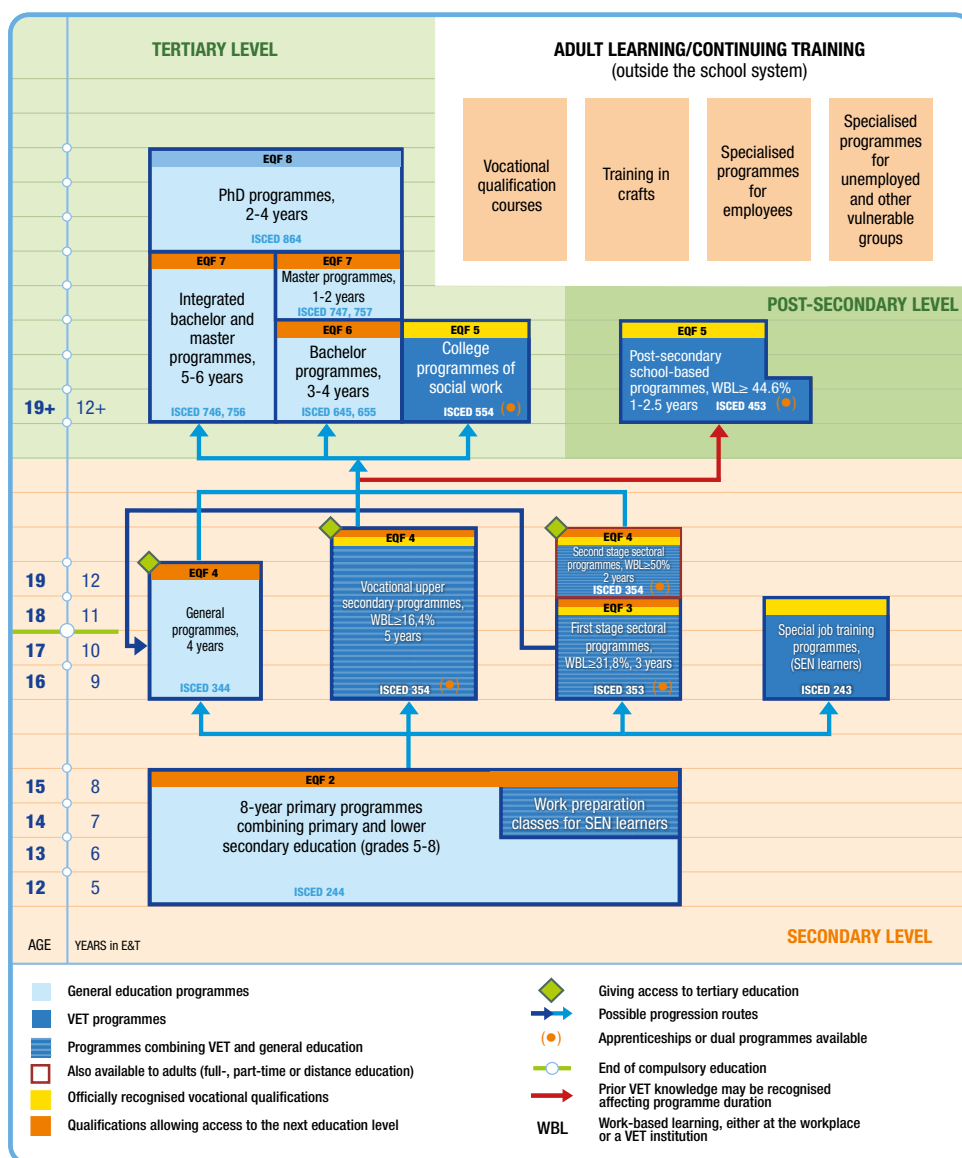 TERTIARY LEVEL
ADULT LEARNING/CONTINUING TRAINING
(outside the school system)
Vocational
qualification
courses
Training in
crafts
Specialised
programmes
for
employees
Specialised
programmes
for
unemployed
and other
vulnerable
groups
EQF 8
PhD programmes,
2-4 years
ISCED 864
EQF 7
Integrated
bachelor and
master
programmes,
5-6 years
ISCED 746, 756
EQF 7
Master programmes,
1-2 years
ISCED 747, 757
EQF 6
Bachelor
programmes,
3-4 years
ISCED 645, 655
EQF 5
College
programmes of
social work
ISCED 554
POST-SECONDARY LEVEL
EQF 5
Post-secondary
school-based
programmes, WBL≥ 44.6%
1-2.5 years ISCED 453
19+ 12+
EQF 4
General
programmes,
4 years
ISCED 344
EQF 4
Vocational upper
secondary programmes,
WBL≥16,4%
5 years
ISCED 354
EQF 4
Second stage sectoral
programmes, WBL≥50%
2 years
ISCED 354
EQF 3
First stage sectoral
programmes,
WBL≥31,8%, 3 years
ISCED 353
Special job training
programmes,
(SEN learners)
ISCED 243
19 12
18 11
17 10
16 9
EQF 2
8-year primary programmes
combining primary and lower
secondary education (grades 5-8)
ISCED 244
Work preparation
classes for SEN learners
15 8
14 7
13 6
12 5
AGE YEARS in E&T
SECONDARY LEVEL
General education programmes
VET programmes
Programmes combining VET and general education
Also available to adults (full-, part-time or distance education)
Officially recognised vocational qualifications
Qualifications allowing access to the next education level
Giving access to tertiary education
Possible progression routes
Apprenticeships or dual programmes available
End of compulsory education
Prior VET knowledge may be recognised
affecting programme duration
WBL Work-based learning, either at the workplace
or a VET institution